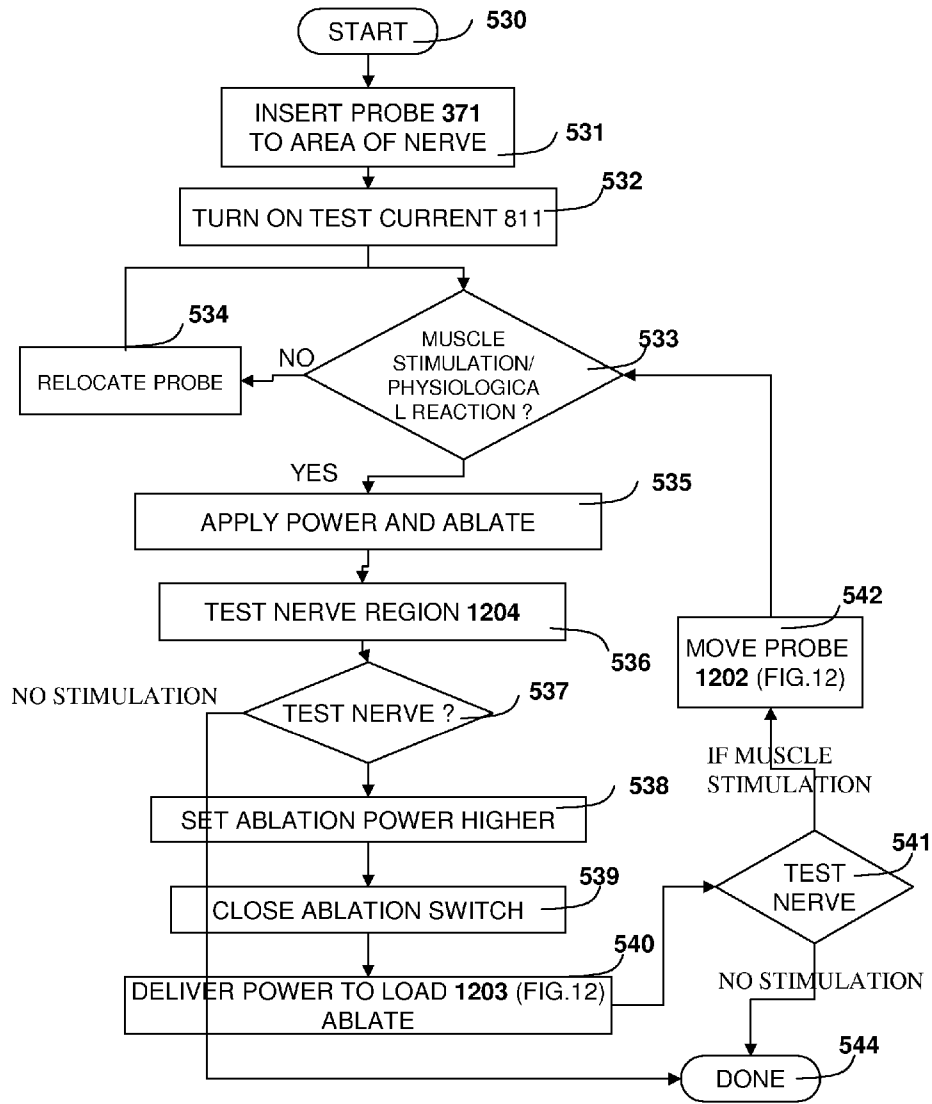 START
530
INSERT PROBE 371
TO AREA OF NERVE
531
532
TURN ON TEST CURRENT 811
534
RELOCATE PROBE
NO
MUSCLE
STIMULATION/
PHYSIOLOGICA
L REACTION ?
533
YES
535
APPLY POWER AND ABLATE
TEST NERVE REGION 1204
536
542
MOVE PROBE
1202 (FIG.12)
NO STIMULATION
TEST NERVE ?
537
IF MUSCLE
STIMULATION
538
SET ABLATION POWER HIGHER
541
TEST
NERVE
539
CLOSE ABLATION SWITCH
540
DELIVER POWER TO LOAD 1203 (FIG.12)
ABLATE
NO STIMULATION
544
DONE